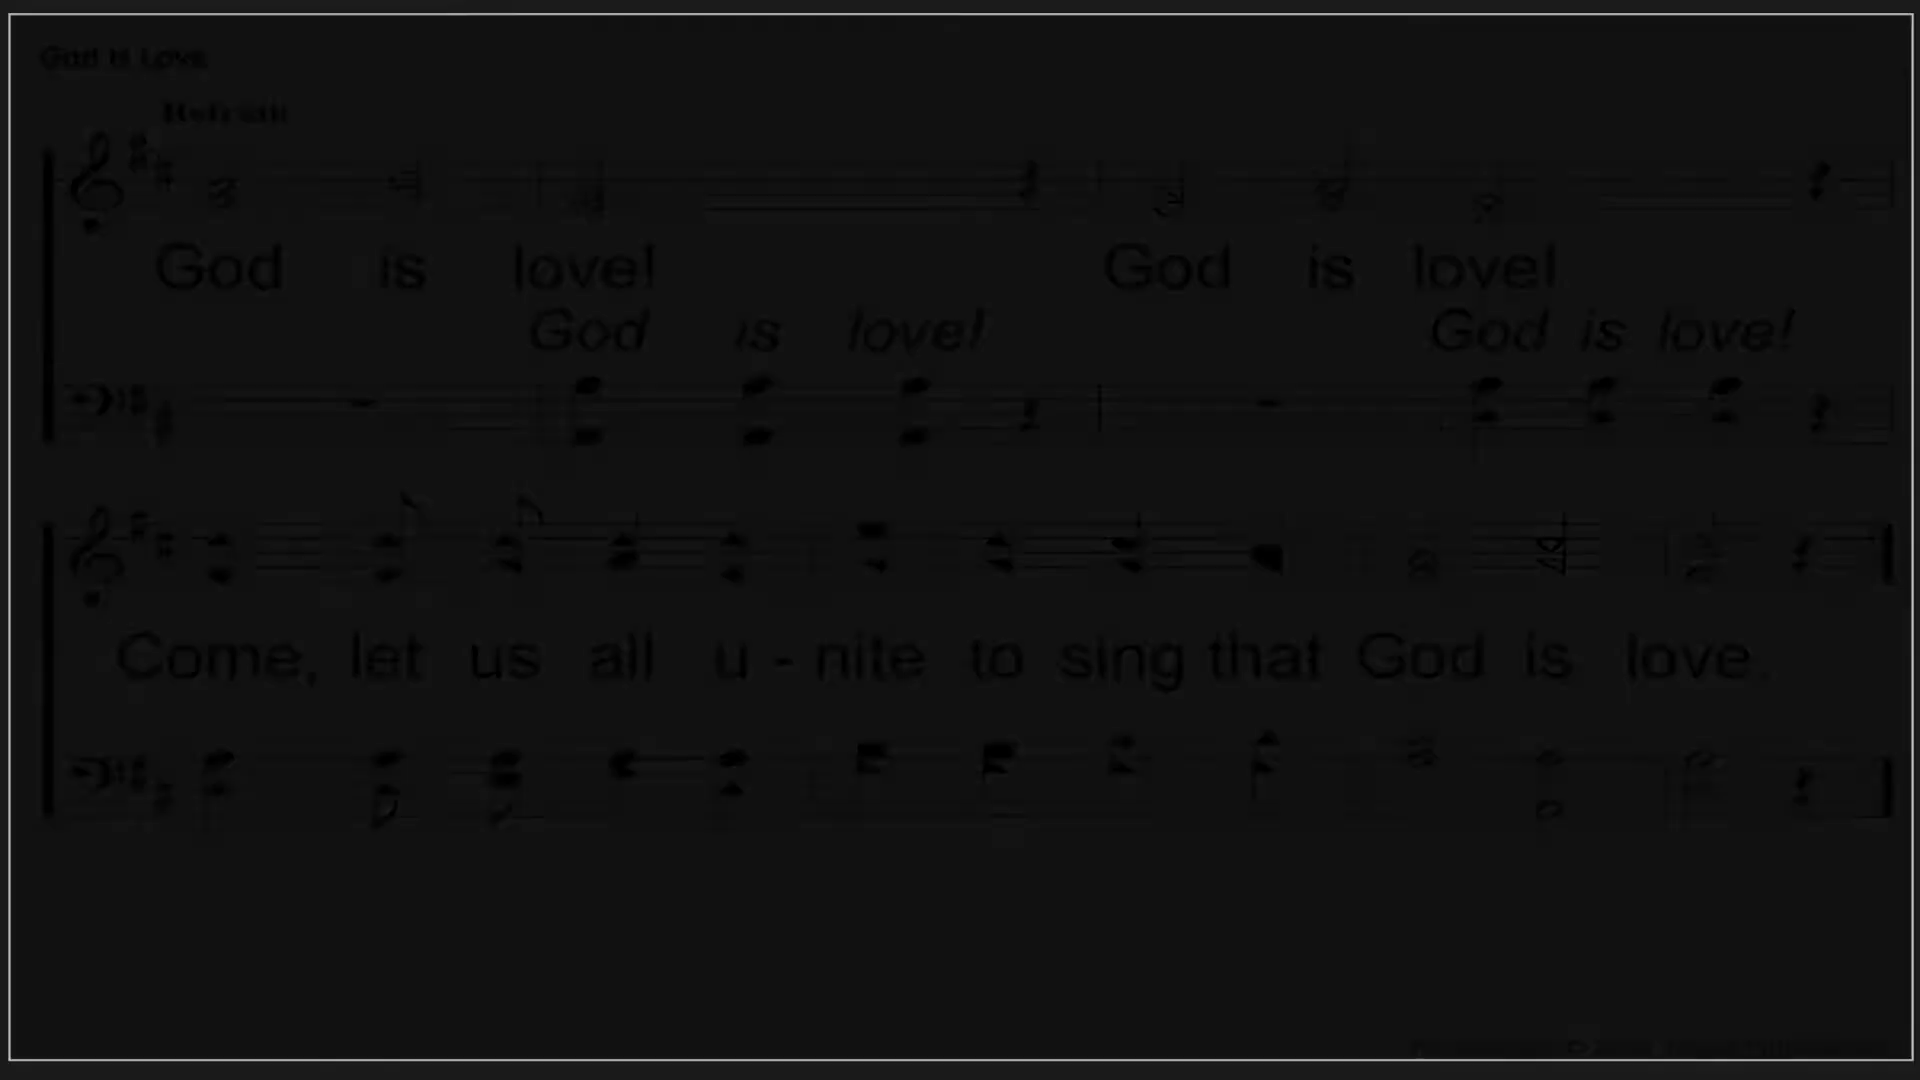 God Is Love
Refrain
God is love! God is love!
God is love! God is love!
Come, let us all u - nite to sing that God is love.